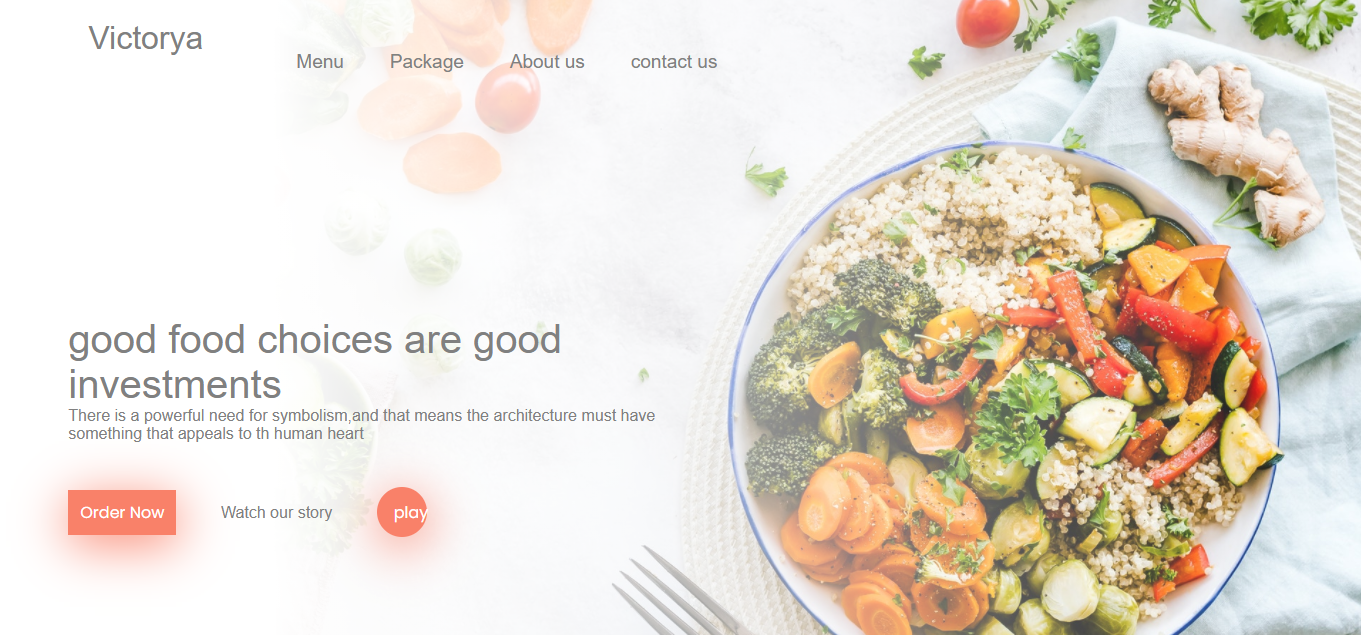 Victorya
Menu Package About us contact us
good food choices are good
investments
There is a powerful need for symbolism,and that means the architecture must have
something that appeals to th human heart
Order Now Watch our story play